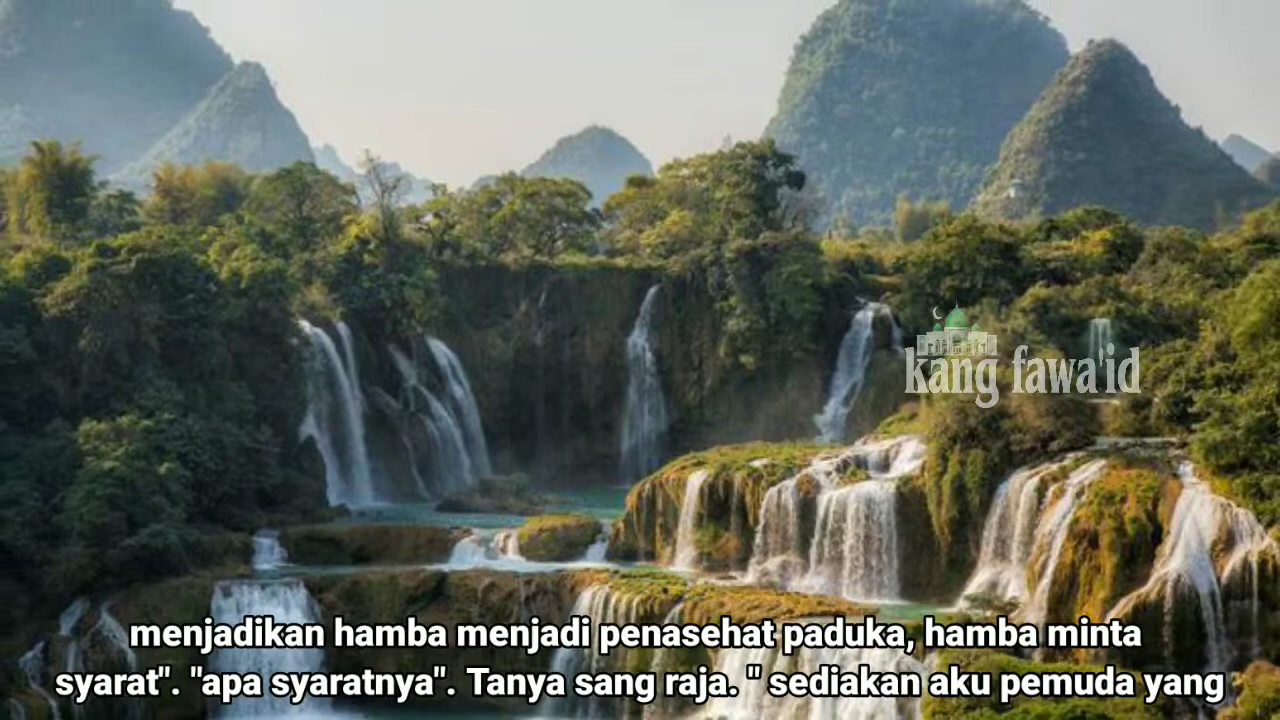 kang fawa'id
menjadikan hamba menjadi penasehat paduka, hamba minta
syarat". "apa syaratnya". Tanya sang raja. " sediakan aku pemuda yang